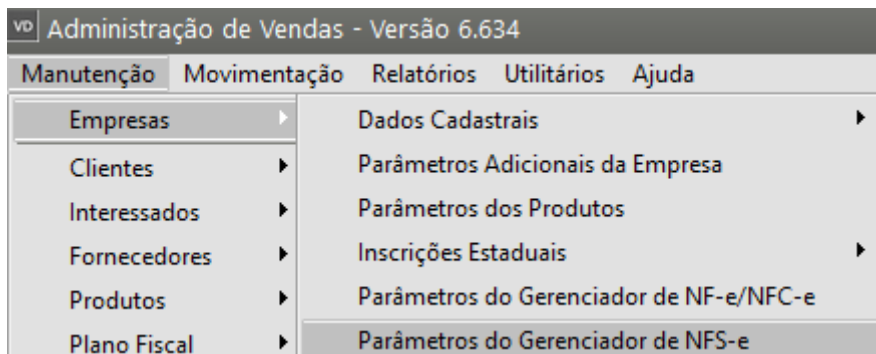 VD Administração de Vendas - Versão 6.634
Manutenção Movimentação Relatórios Utilitários Ajuda
Empresas
Clientes
Interessados
Fornecedores
Produtos
Plano Fiscal
Dados Cadastrais
Parâmetros Adicionais da Empresa
Parâmetros dos Produtos
Inscrições Estaduais
Parâmetros do Gerenciador de NF-e/NFC-e
Parâmetros do Gerenciador de NFS-e